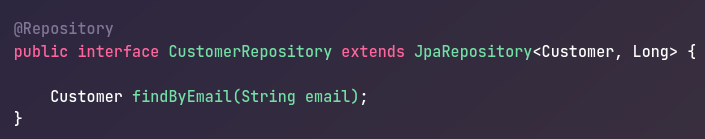 @Repository
public interface CustomerRepository extends JpaRepository<Customer, Long> {
Customer findByEmail(String email);
}